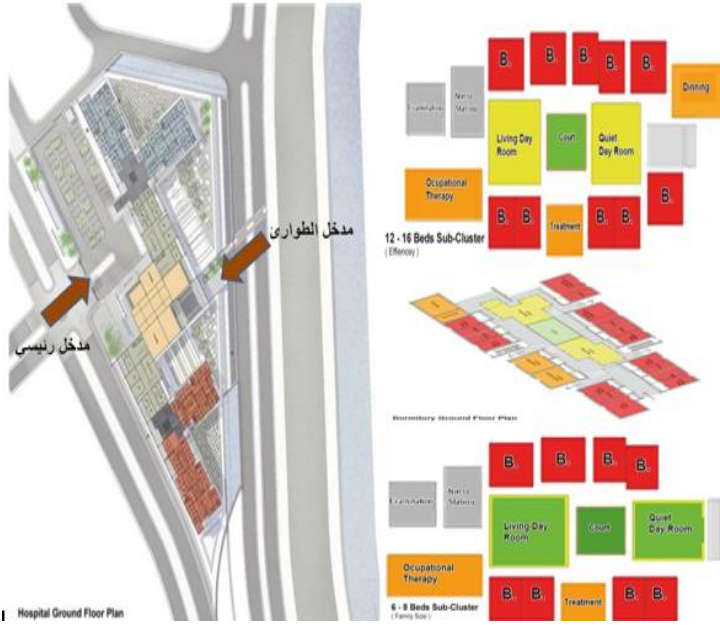 مدخل الطوارئ
مدخل رئيسي
Hospital Ground Floor Plan
B.
B.
B.
B.
B.
Dinning
Examination
Nurse
Station
Living Day
Room
Court
Quiet
Day Room
Ocupational
Therapy
B.
B.
B.
Treatment
B.
B.
B.
12 - 16 Beds Sub-Cluster
( Effiencey )
Dormitory Ground Floor Plan
B.
B.
B.
B.
Examination
Nurse
Station
Living Day
Room
Court
Quiet
Day Room
Ocupational
Therapy
B.
B.
Treatment
B.
B.
6 - 8 Beds Sub-Cluster
( Family Size )